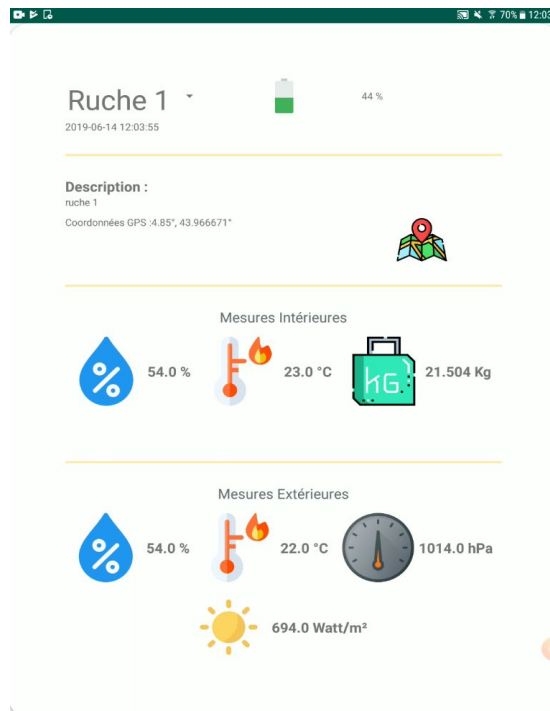 70% 12:03
Ruche 1
44 %
2019-06-14 12:03:55
Description :
ruche 1
Coordonnées GPS :4.85°, 43.966671°
Mesures Intérieures
% 54.0 % 23.0 °C KG 21.504 Kg
Mesures Extérieures
% 54.0 % 22.0 °C 1014.0 hPa
694.0 Watt/m²